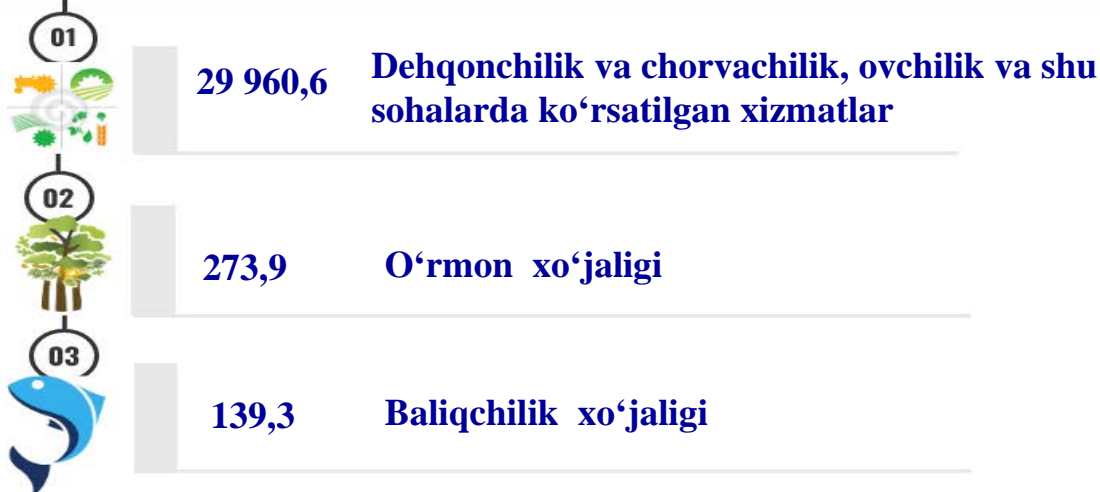 01
29 960,6
Dehqonchilik va chorvachilik, ovchilik va shu
sohalarda ko‘rsatilgan xizmatlar
02
273,9
O‘rmon xo‘jaligi
03
139,3
Baliqchilik xo‘jaligi